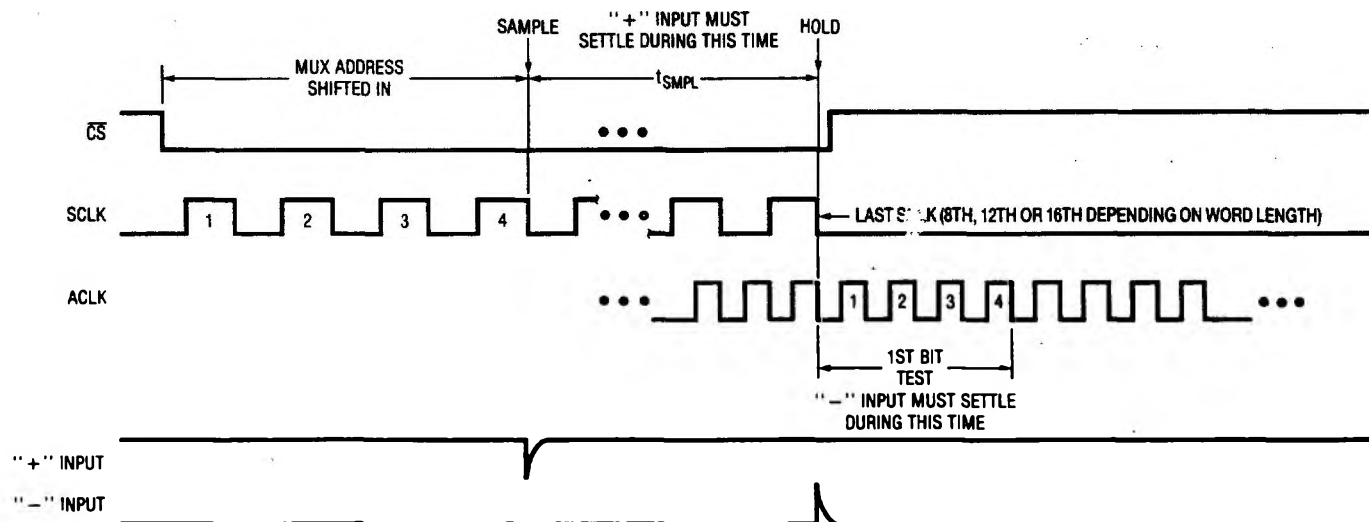 SAMPLE
"+" INPUT MUST
SETTLE DURING THIS TIME
HOLD
MUX ADDRESS
SHIFTED IN
tSMPL
CS
SCLK
1 2 3 4
LAST S LK (8TH, 12TH OR 16TH DEPENDING ON WORD LENGTH)
ACLK
1 2 3 4
1ST BIT
TEST
"–" INPUT MUST SETTLE
DURING THIS TIME
"+" INPUT
"–" INPUT